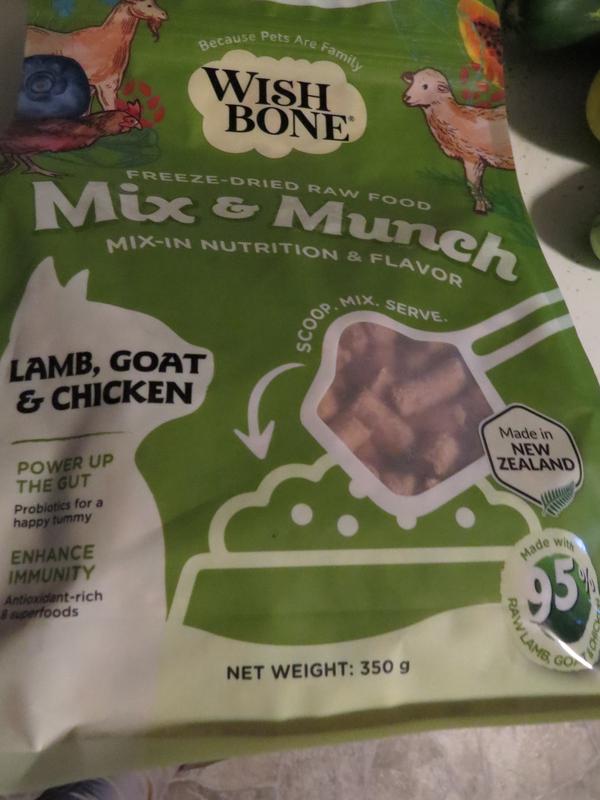 Because Pets Are Family
WISH
BONE®
FREEZE-DRIED RAW FOOD
Mix & Munch
MIX-IN NUTRITION & FLAVOR
SCOOP. MIX. SERVE.
LAMB, GOAT
& CHICKEN
POWER UP
THE GUT
Probiotics for a
happy tummy
ENHANCE
IMMUNITY
Antioxidant-rich
8 superfoods
Made in
NEW
ZEALAND
Made with
95%
RAW LAMB, GOAT & CHICKEN
NET WEIGHT: 350 g